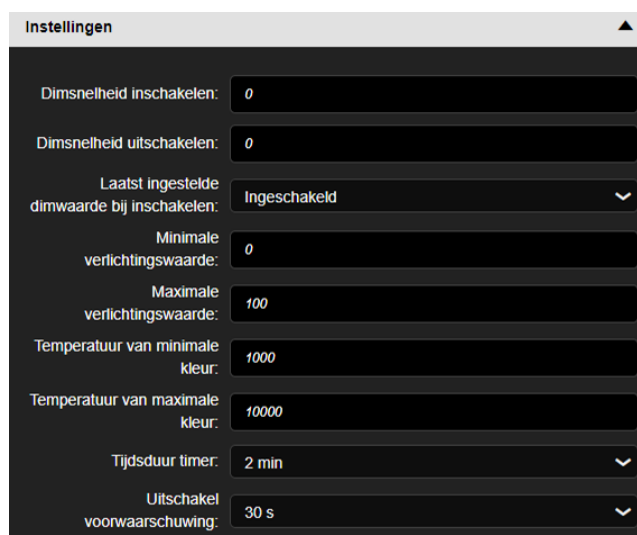 Instellingen
Dimsnelheid inschakelen: 0
Dimsnelheid uitschakelen: 0
Laatst ingestelde
dimwaarde bij inschakelen: Ingeschakeld
Minimale
verlichtingswaarde: 0
Maximale
verlichtingswaarde: 100
Temperatuur van minimale
kleur: 1000
Temperatuur van maximale
kleur: 10000
Tijdsduur timer: 2 min
Uitschakel
voorwaarschuwing: 30 s